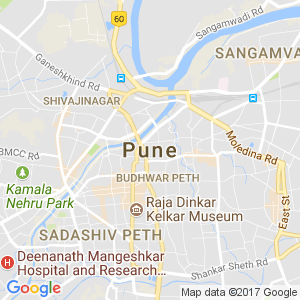 60
Sangamwadi Rd
SANGAMVA
Ganeshkhind Rd
SHIVAJINAGAR
Moledina Rd
BMCC Rd
Pune
Kamala
Nehru Park
BUDHWAR PETH
East St
Raja Dinkar
Kelkar Museum
SADASHIV PETH
H
Deenanath Mangeshkar
Hospital and Research...
Shankar Sheth Rd
Map data ©2017 Google